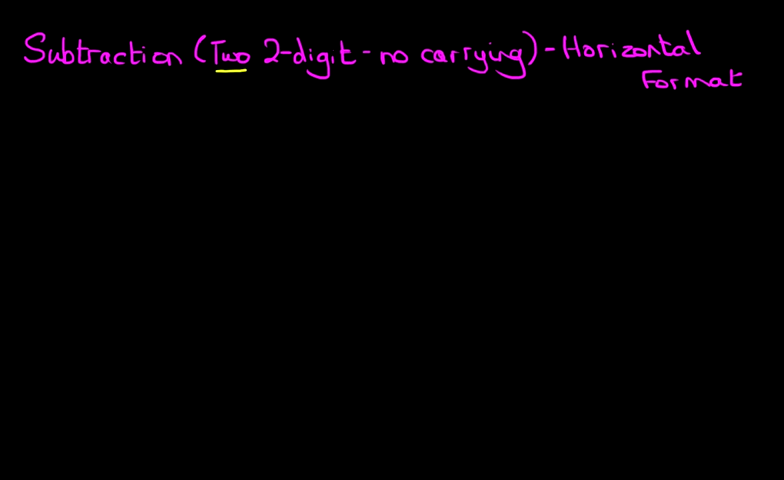 Subtraction (Two 2-digit - no carrying) - Horizontal
Format